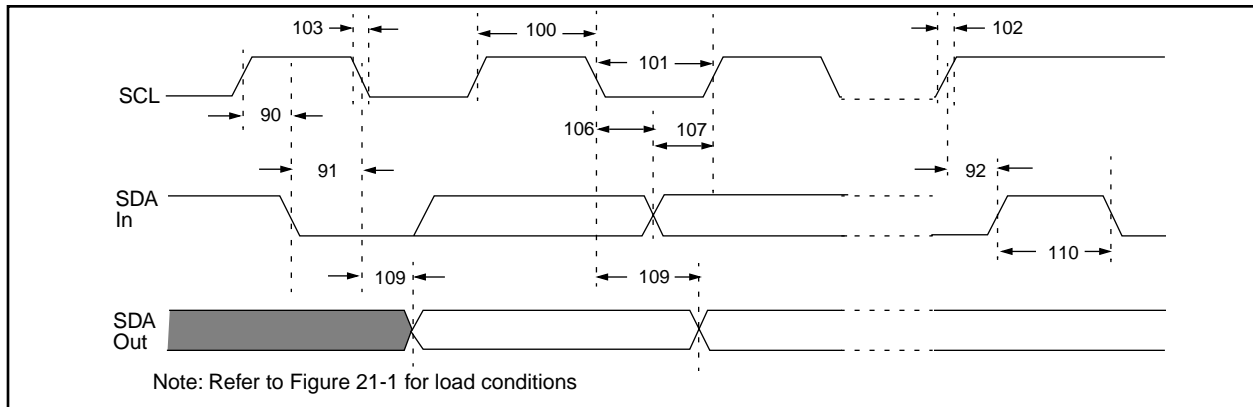 103
100
102
101
SCL
90
106
107
91
92
SDA
In
110
109
109
SDA
Out
Note: Refer to Figure 21-1 for load conditions